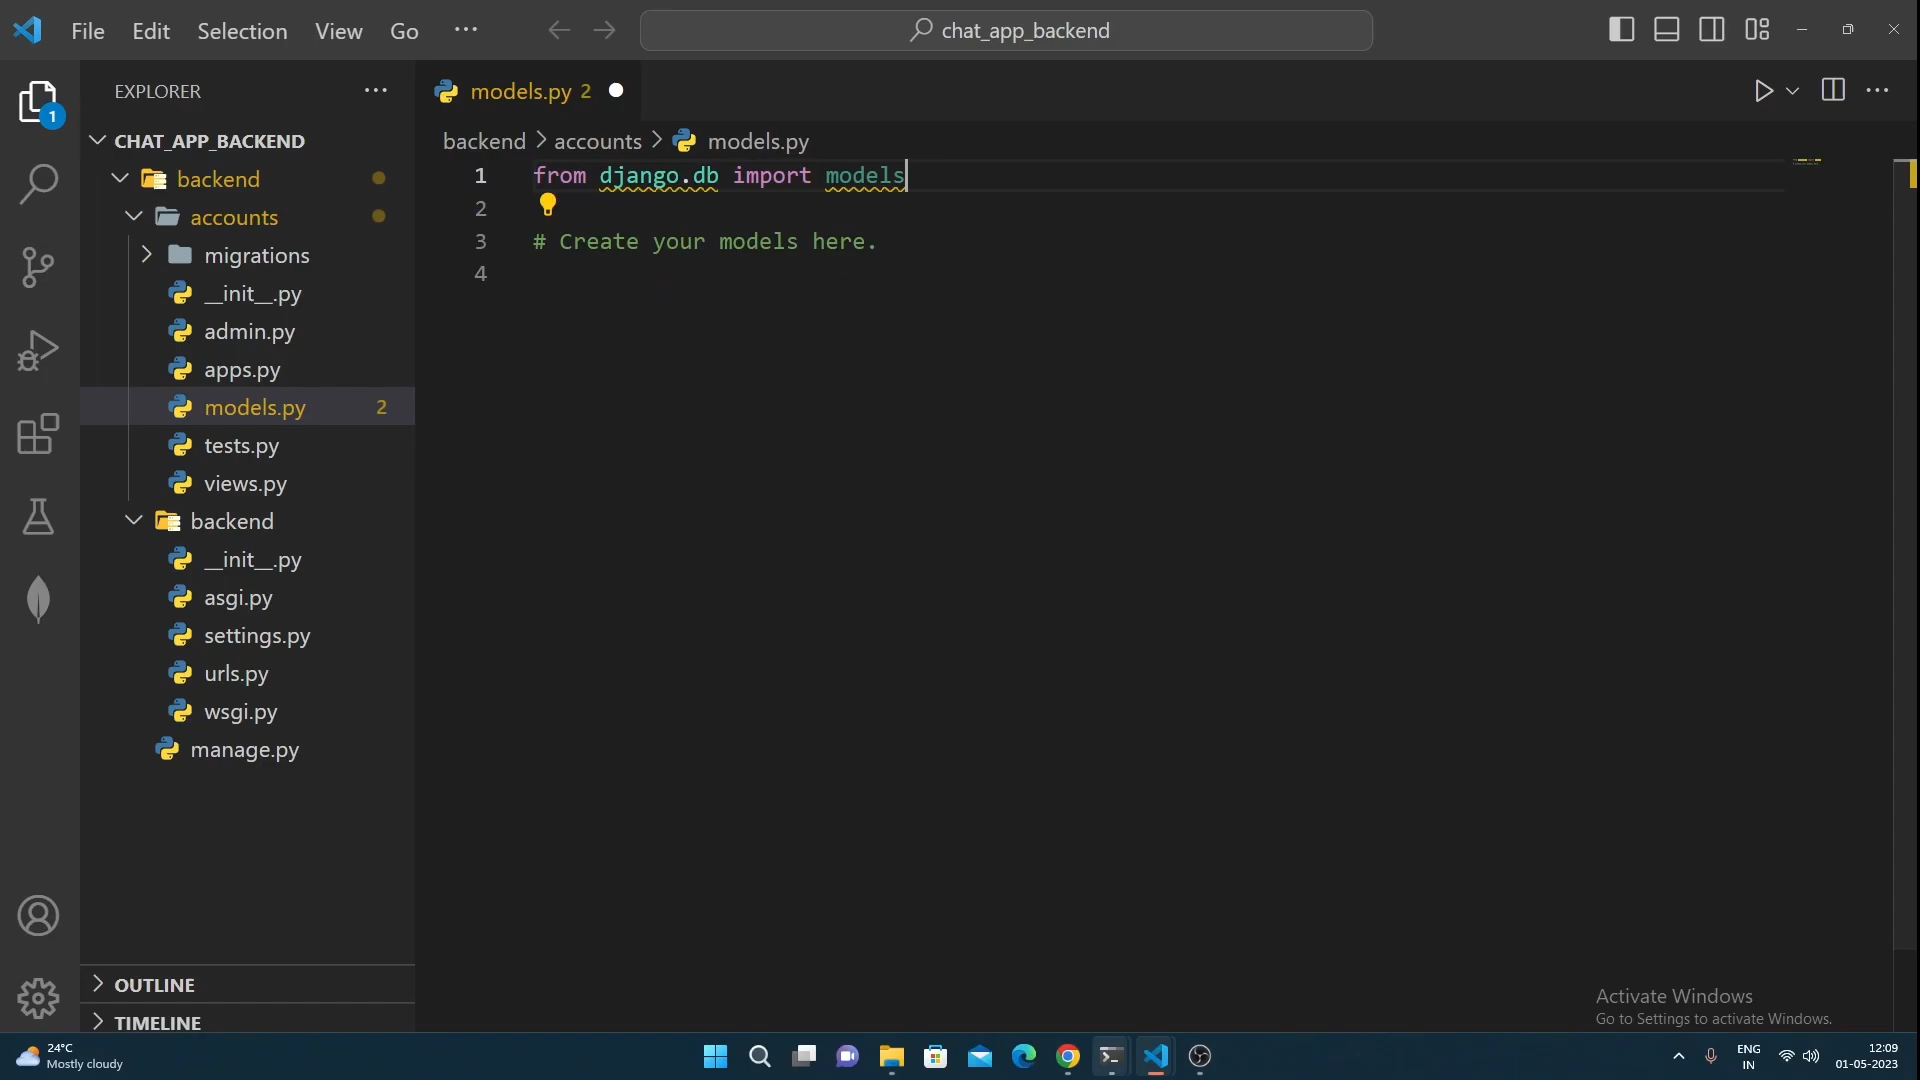 File Edit Selection View Go ...
chat_app_backend
EXPLORER
models.py 2
1
CHAT_APP_BACKEND
backend > accounts > models.py
backend
accounts
migrations
__init__.py
admin.py
apps.py
models.py 2
tests.py
views.py
backend
__init__.py
asgi.py
settings.py
urls.py
wsgi.py
manage.py
OUTLINE
TIMELINE
1 from django.db import models
2
3 # Create your models here.
4
Activate Windows
Go to Settings to activate Windows.
24°C
Mostly cloudy
ENG
IN
12:09
01-05-2023